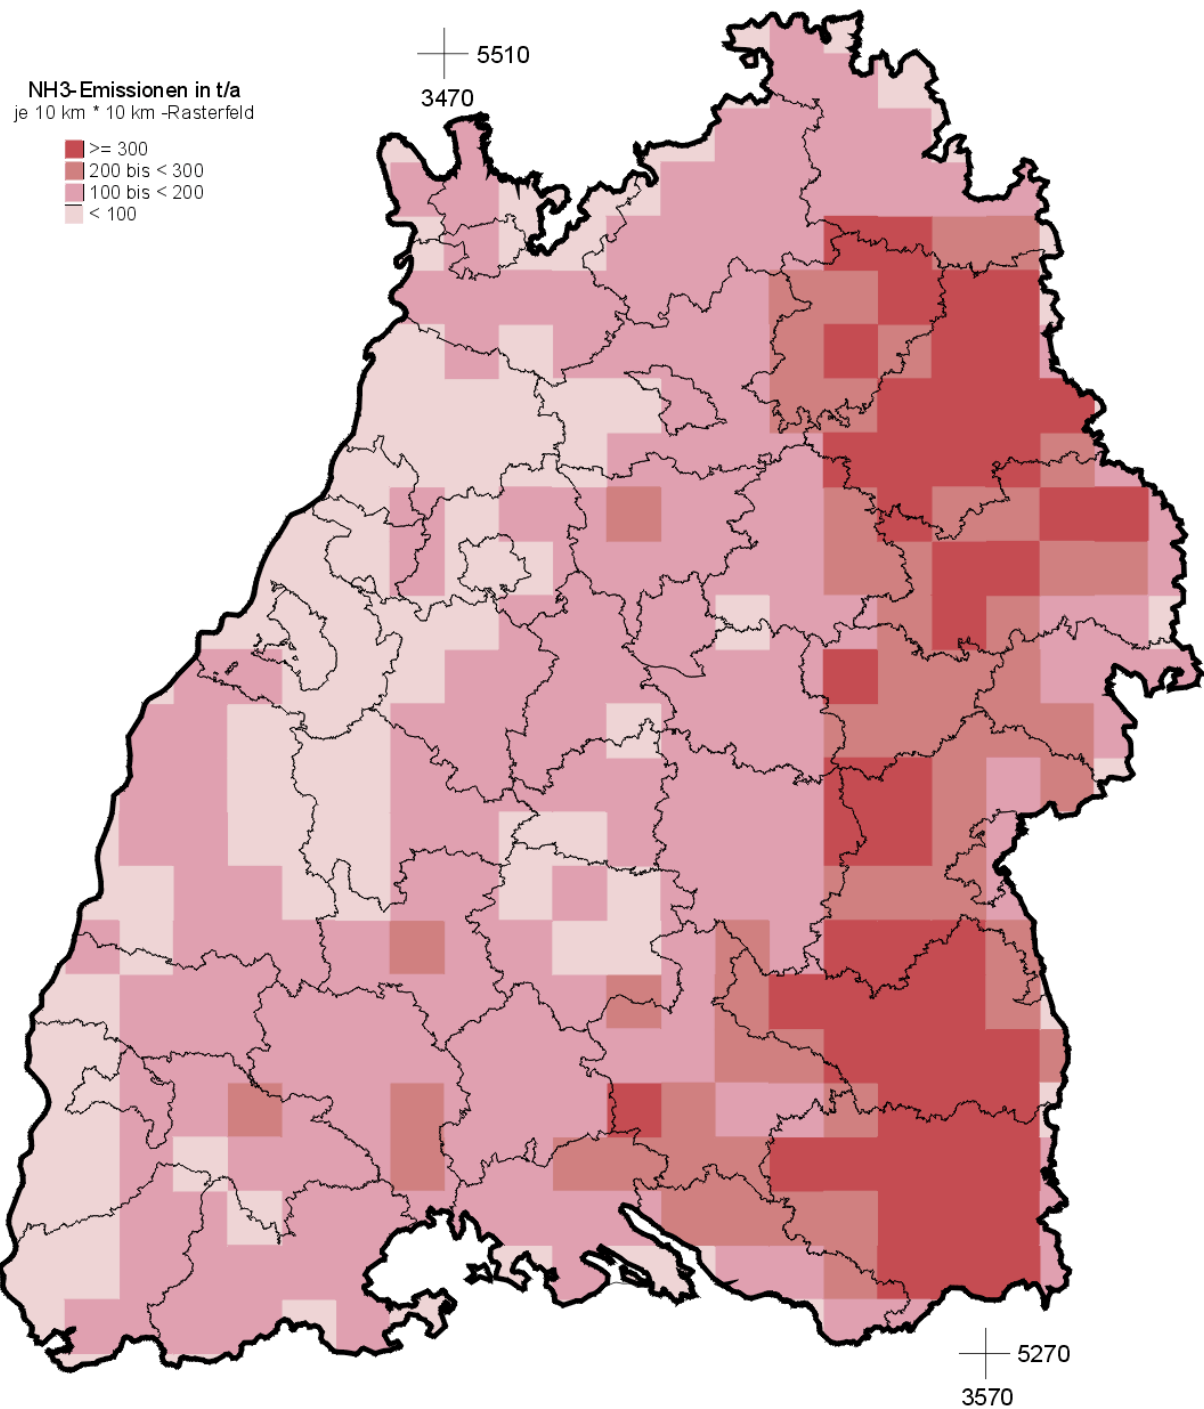 5510
3470
NH3-Emissionen in t/a
je 10 km * 10 km -Rasterfeld
>= 300
200 bis < 300
100 bis < 200
< 100
5270
3570